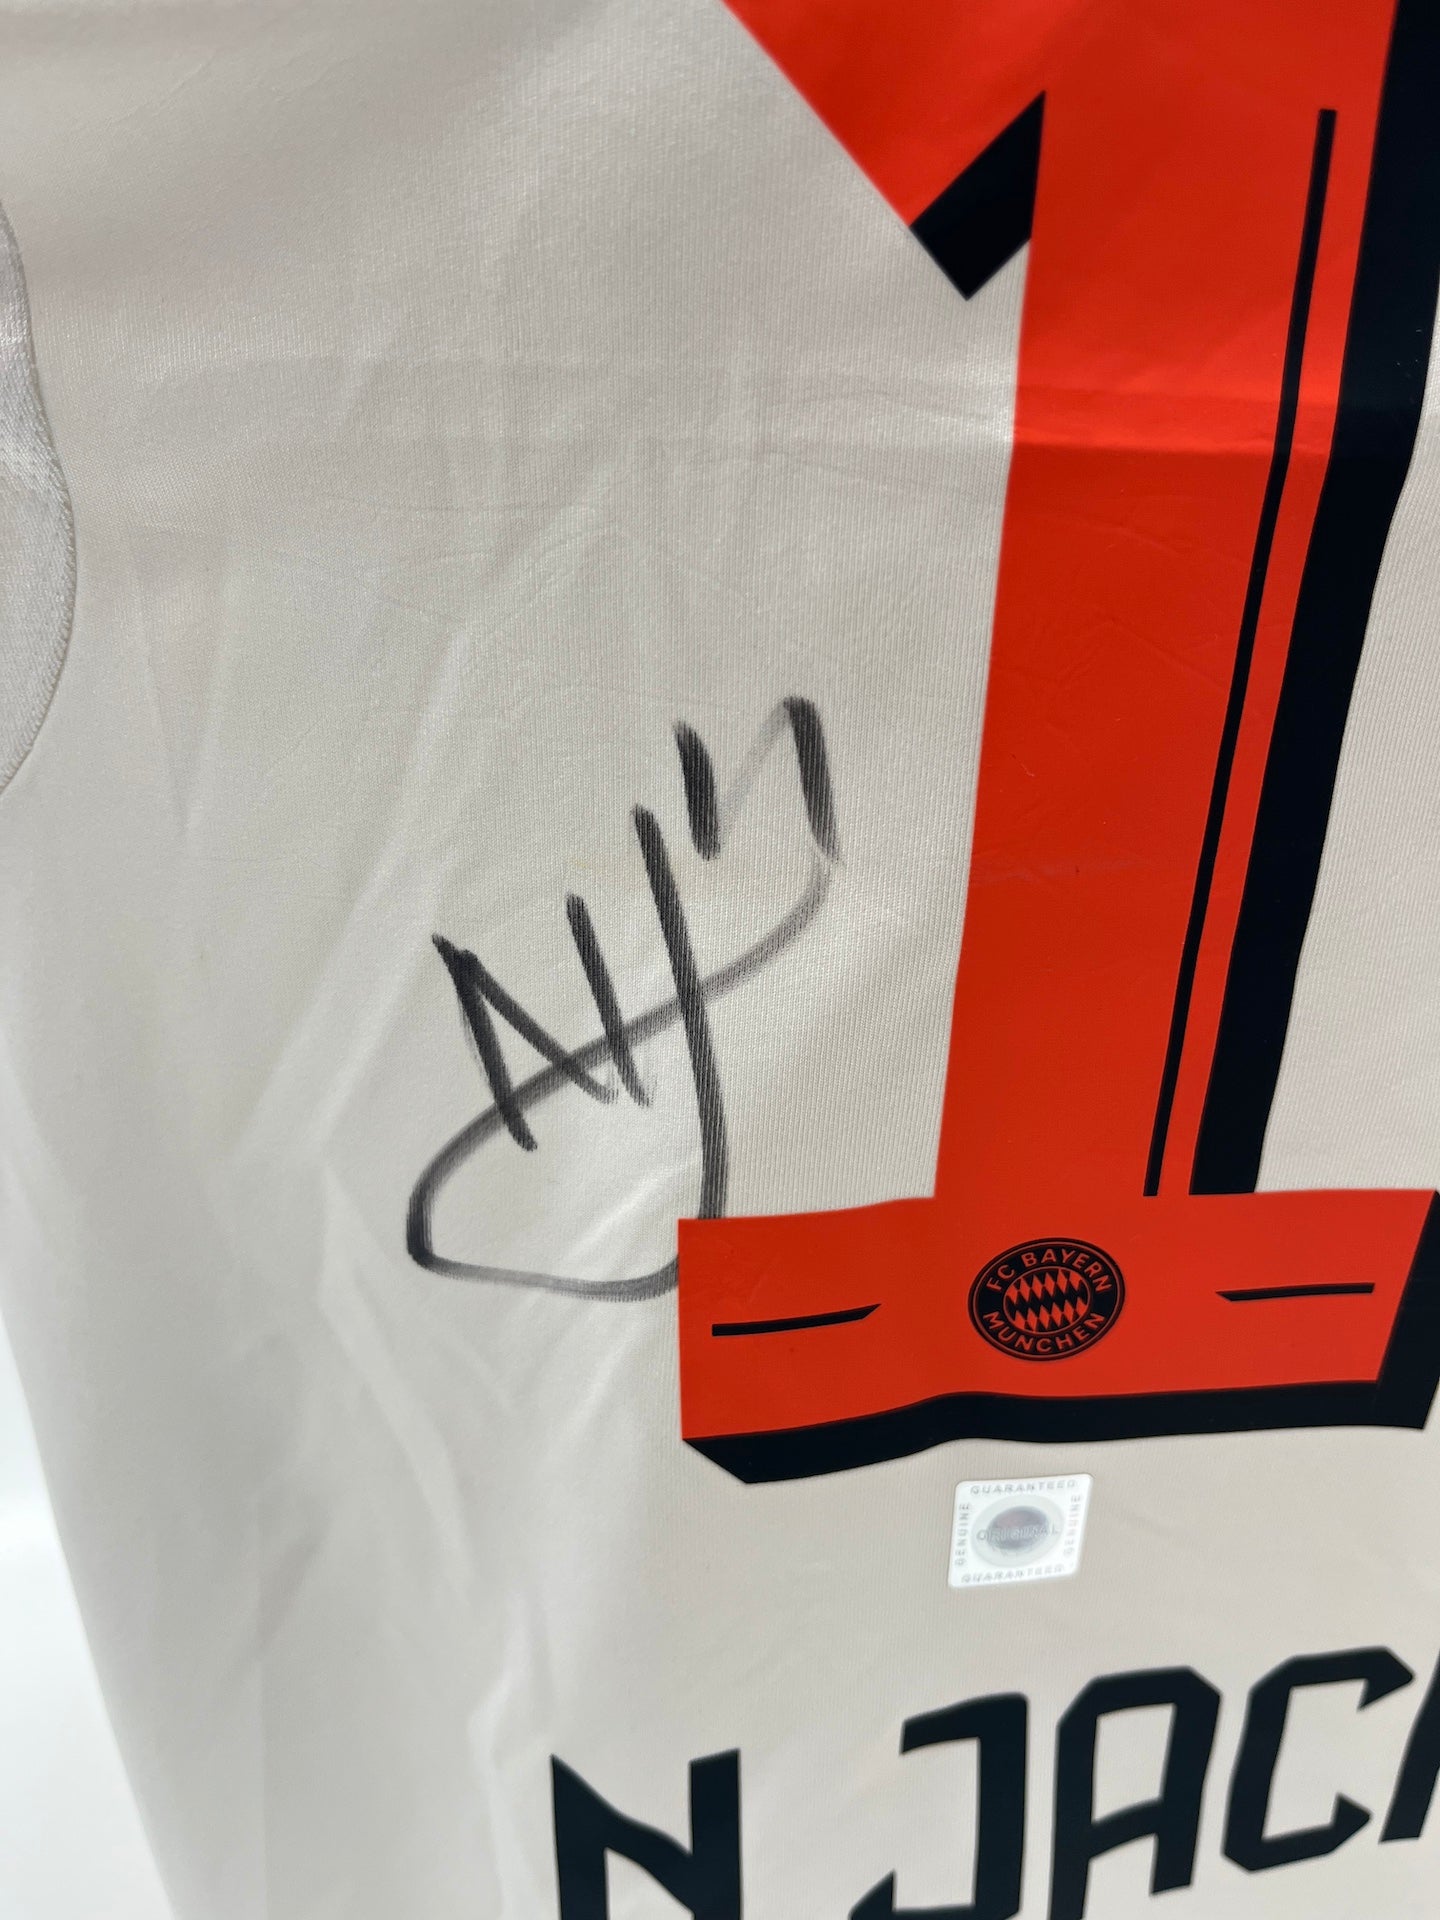 1
FC BAYERN
MÜNCHEN
GUARANTEED
GENUINE
ORIGINAL
GENUINE
GUARANTEED
N.JAC